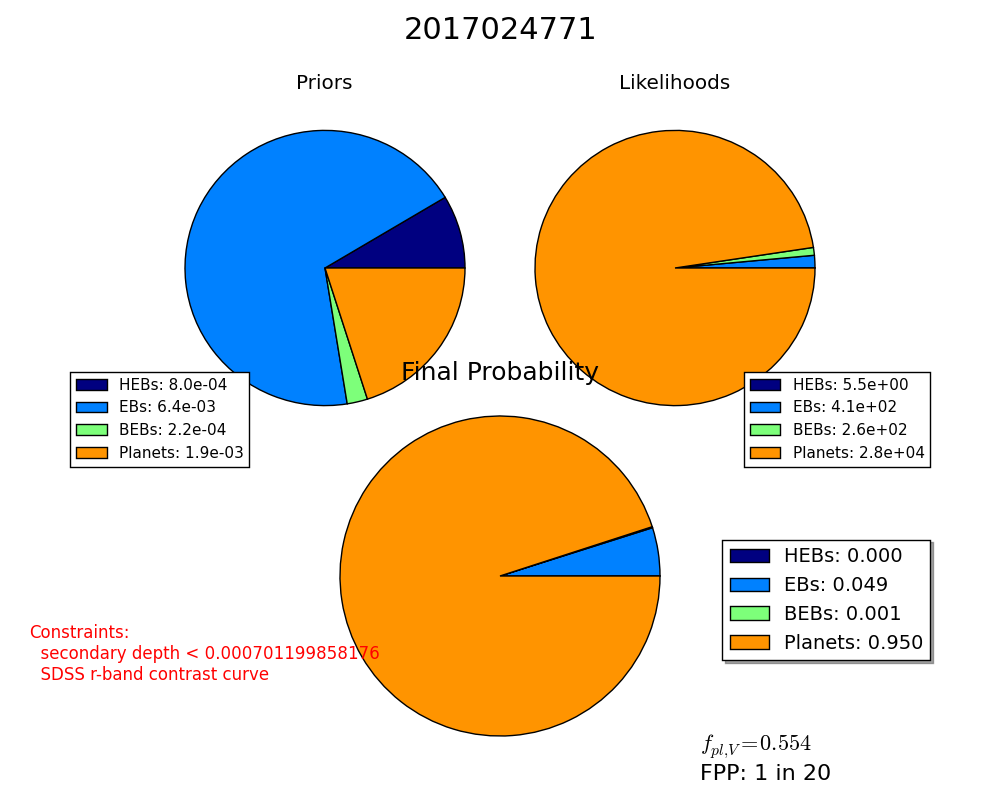 2017024771
Priors
Likelihoods
HEBs: 8.0e-04
EBs: 6.4e-03
BEBs: 2.2e-04
Planets: 1.9e-03
HEBs: 5.5e+00
EBs: 4.1e+02
BEBs: 2.6e+02
Planets: 2.8e+04
Final Probability
HEBs: 0.000
EBs: 0.049
BEBs: 0.001
Planets: 0.950
Constraints:
secondary depth < 0.000701199858176
SDSS r-band contrast curve
f_{pl,V}=0.554
FPP: 1 in 20